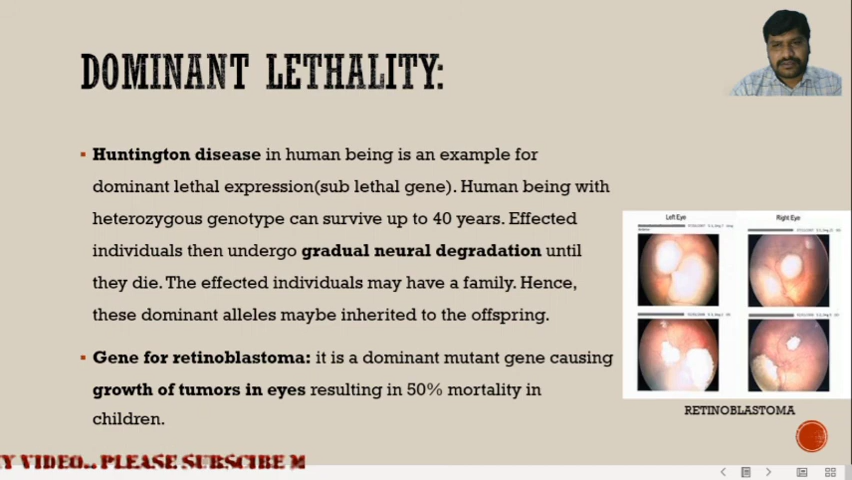 DOMINANT LETHALITY:
Huntington disease in human being is an example for
dominant lethal expression(sub lethal gene). Human being with
heterozygous genotype can survive up to 40 years. Effected
individuals then undergo gradual neural degradation until
they die. The effected individuals may have a family. Hence,
these dominant alleles maybe inherited to the offspring.
Gene for retinoblastoma: it is a dominant mutant gene causing
growth of tumors in eyes resulting in 50% mortality in
children.
Left Eye
Right Eye
RETINOBLASTOMA
Y VIDEO.. PLEASE SUBSCIBE M